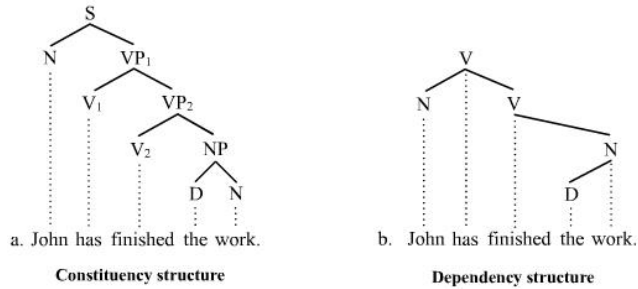 S
N VP₁ V
V₁ VP₂ N V
V₂ NP N
D N D
a. John has finished the work. b. John has finished the work.
Constituency structure Dependency structure